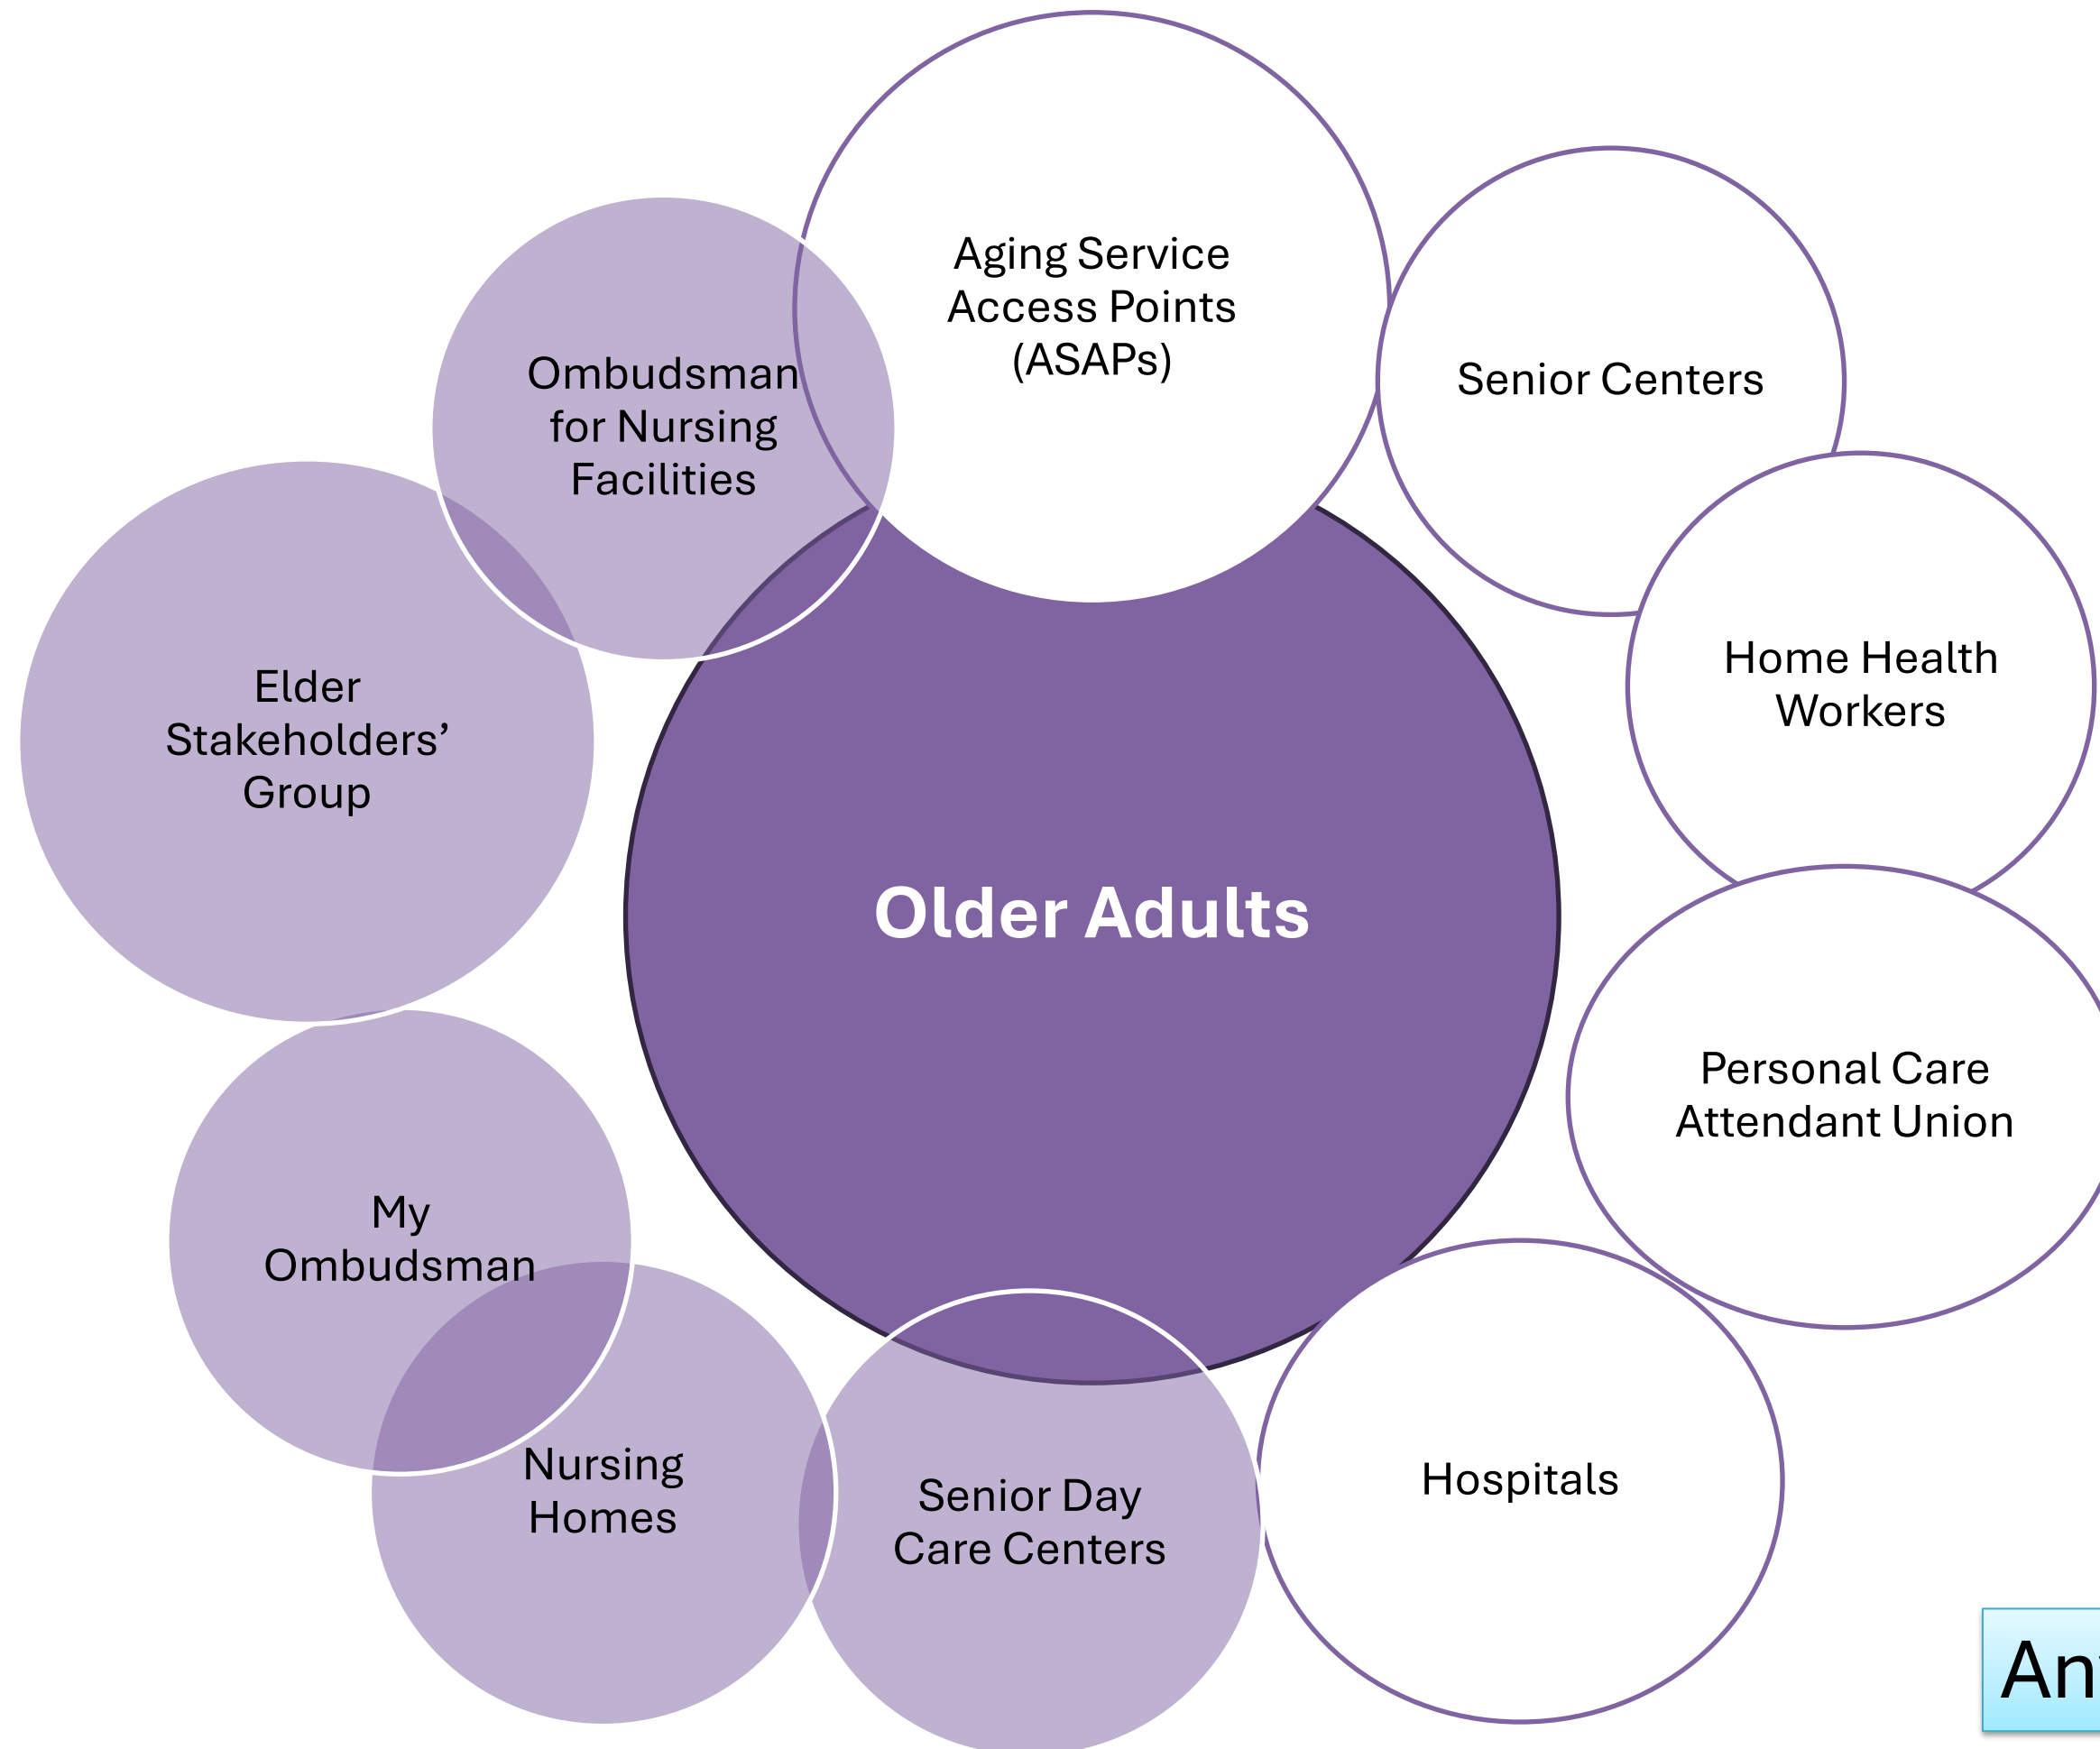 Aging Service
Access Points
(ASAPs)
Senior Centers
Ombudsman
for Nursing
Facilities
Home Health
Workers
Elder
Stakeholders’
Group
Older Adults
Personal Care
Attendant Union
My
Ombudsman
Nursing
Homes
Senior Day
Care Centers
Hospitals